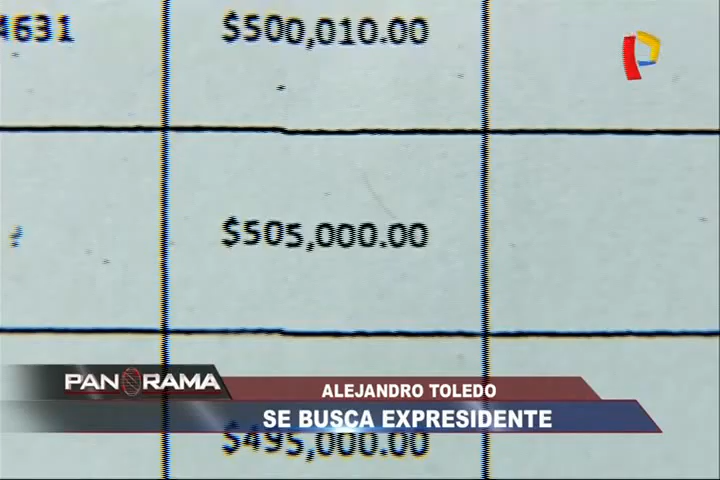 4631 $500,010.00
$505,000.00
PANORAMA
ALEJANDRO TOLEDO
SE BUSCA EXPRESIDENTE
$495,000.00